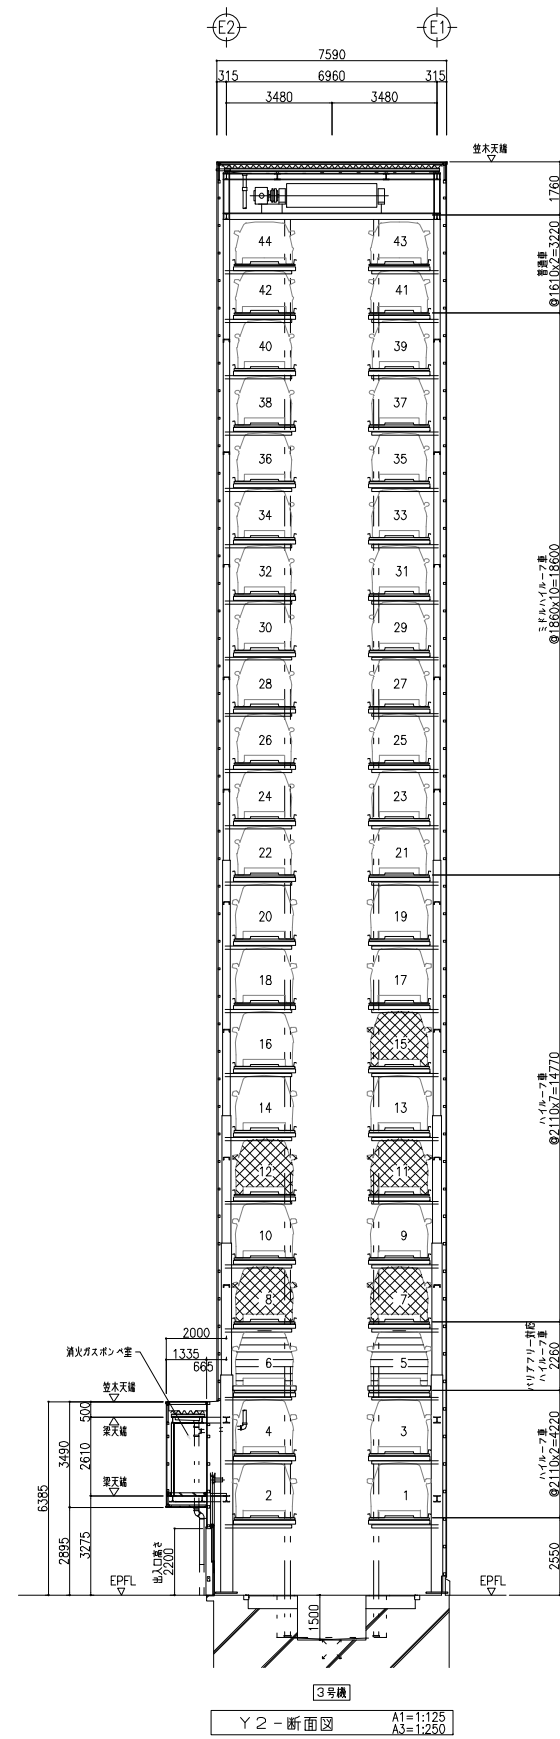 E2 E1
7590
315 6960 315
3480 3480
笠木天端
1760
普通車
@1610x2=3220
44 43
42 41
40 39
38 37
36 35
34 33
ミドルハイルーフ車
@1860x10=18600
32 31
30 29
28 27
26 25
24 23
22 21
20 19
18 17
16 15
ハイルーフ車
@2110x7=14770
14 13
12 11
10 9
8 7
2000
消火ガスボンベ室
1335
665
バリアフリー対応
ハイルーフ車
2260
6 5
笠木天端
500
梁天端
4 3
ハイルーフ車
@2110x2=4220
6385
3490
2610
梁天端
2 1
2895
3275
出入口高さ
2200
2550
EPFL EPFL
1500
3号機
Y2-断面図
A1=1:125
A3=1:250